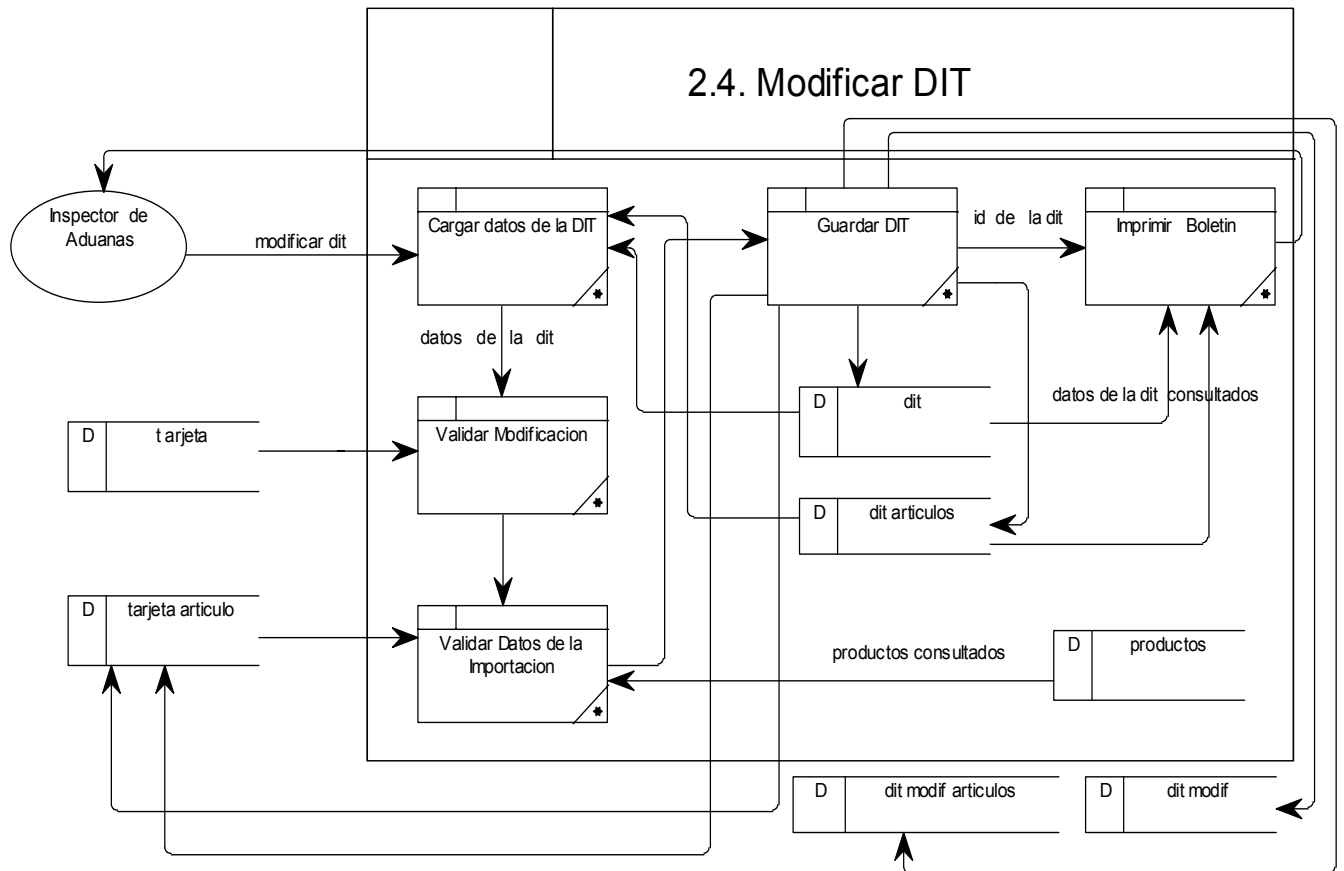 2.4. Modificar DIT
Inspector de
Aduanas
modificar dit
Cargar datos de la DIT
*
Guardar DIT
*
id de la dit
Imprimir Boletin
*
datos de la dit
D
dit
datos de la dit consultados
D
tarjeta
Validar Modificacion
*
D
dit articulos
D
tarjeta articulo
Validar Datos de la
Importacion
*
productos consultados
D
productos
D
dit modif articulos
D
dit modif